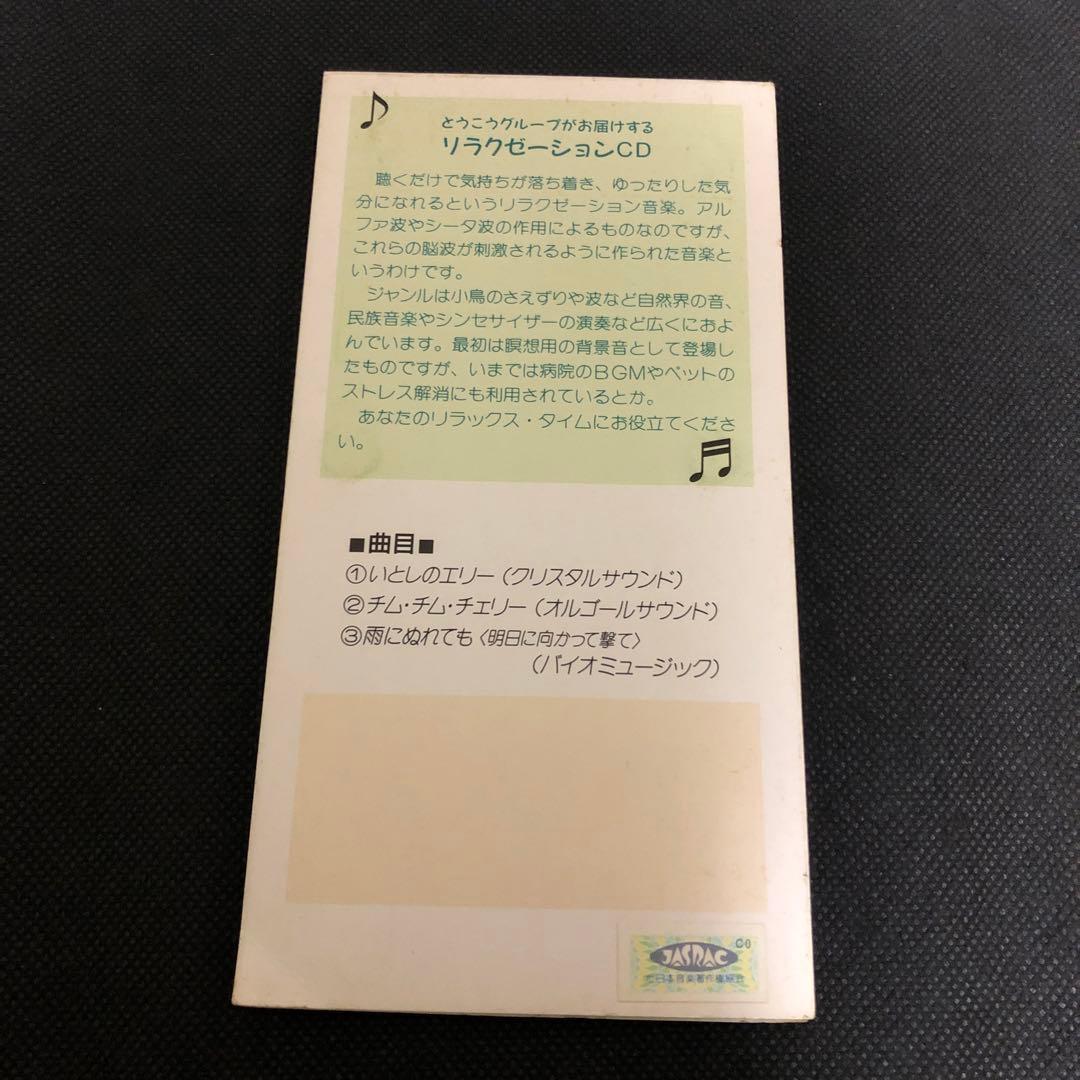 とうこうグループがお届けする
リラクゼーションCD
聴くだけで気持ちが落ち着き、ゆったりした気
分になれるというリラクゼーション音楽。アル
ファ波やシータ波の作用によるものなのですが、
これらの脳波が刺激されるように作られた音楽と
いうわけです。
ジャンルは小鳥のさえずりや波など自然界の音、
民族音楽やシンセサイザーの演奏など広くにおよ
んでいます。最初は瞑想用の背景音として登場し
たものですが、いまでは病院のBGMやペットの
ストレス解消にも利用されているとか。
あなたのリラックス・タイムにお役立てくださ
い。
■曲目■
①いとしのエリー(クリスタルサウンド)
②チム・チム・チェリー(オルゴールサウンド)
③雨にぬれても〈明日に向かって撃て〉
(バイオミュージック)
JASRAC